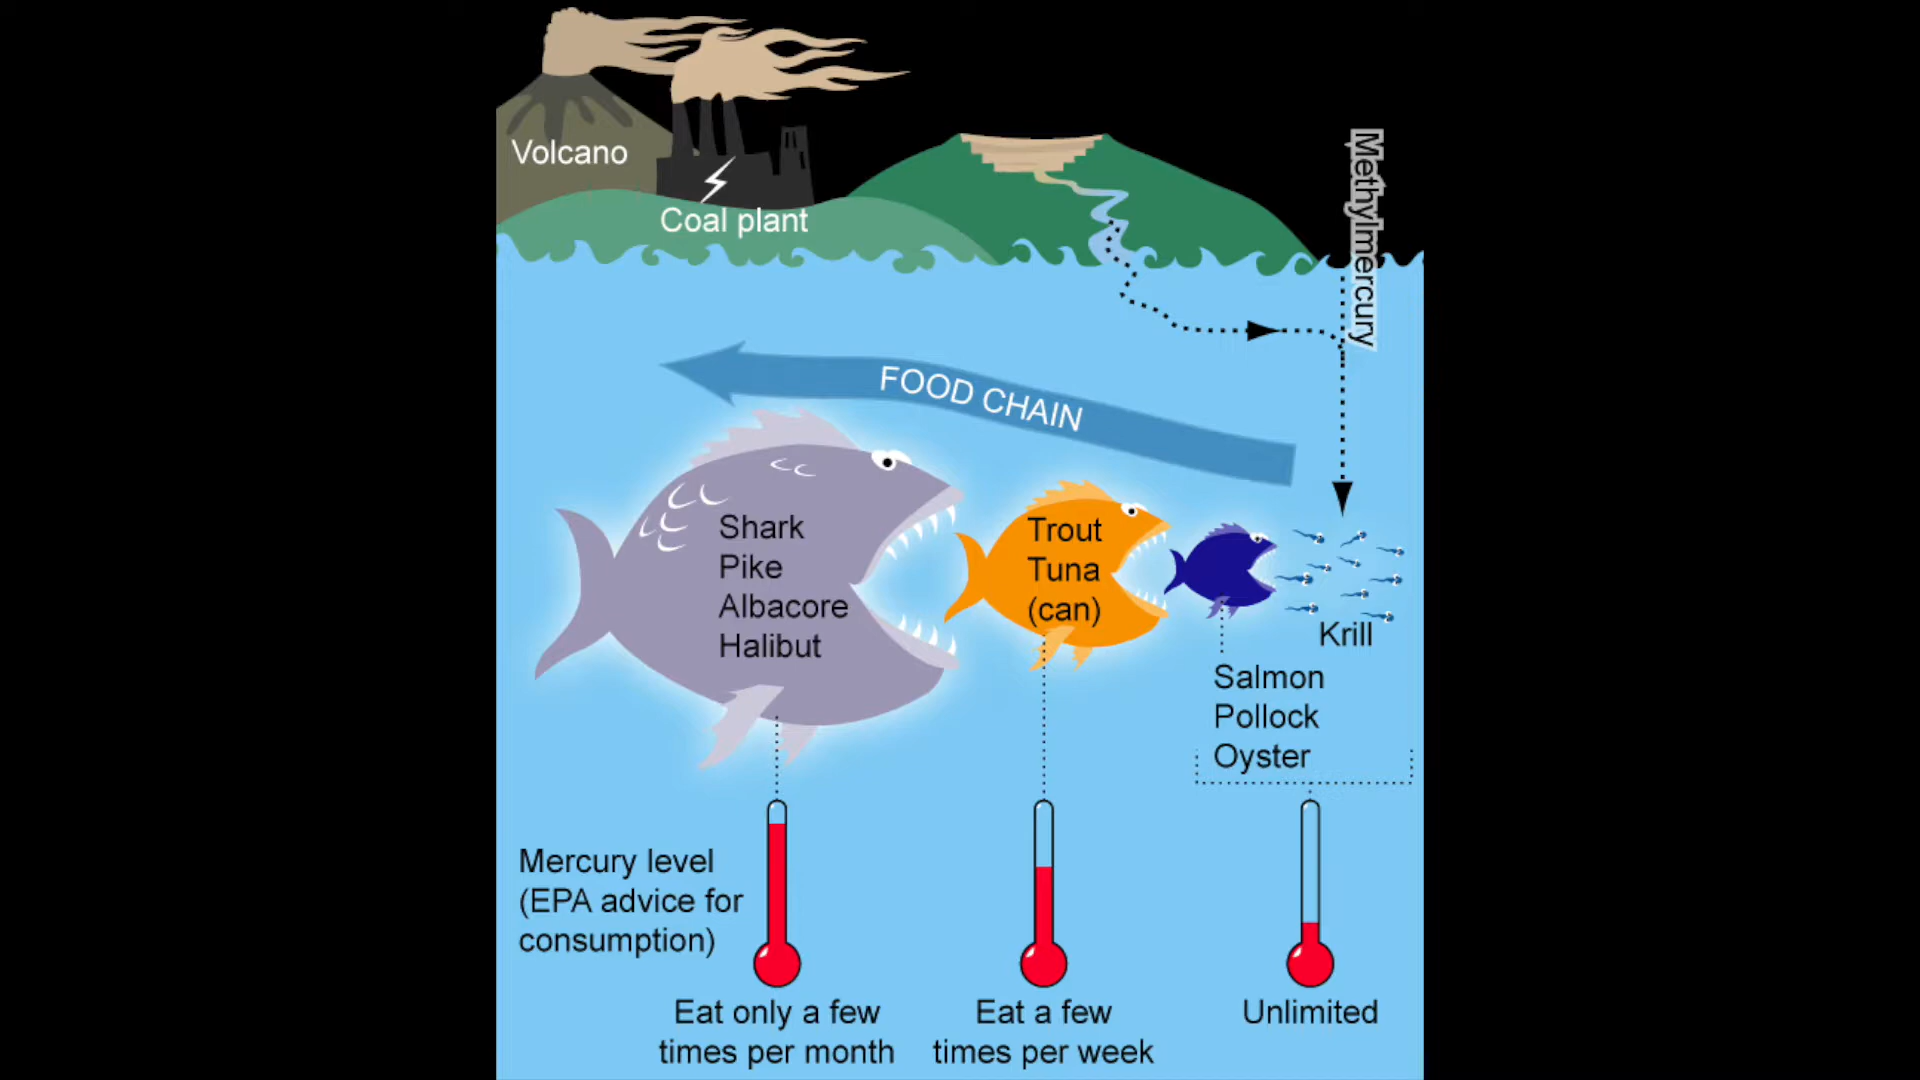 Volcano
Coal plant
Methylmercury
FOOD CHAIN
Shark
Pike
Albacore
Halibut
Trout
Tuna
(can)
Krill
Salmon
Pollock
Oyster
Mercury level
(EPA advice for
consumption)
Eat only a few
times per month
Eat a few
times per week
Unlimited